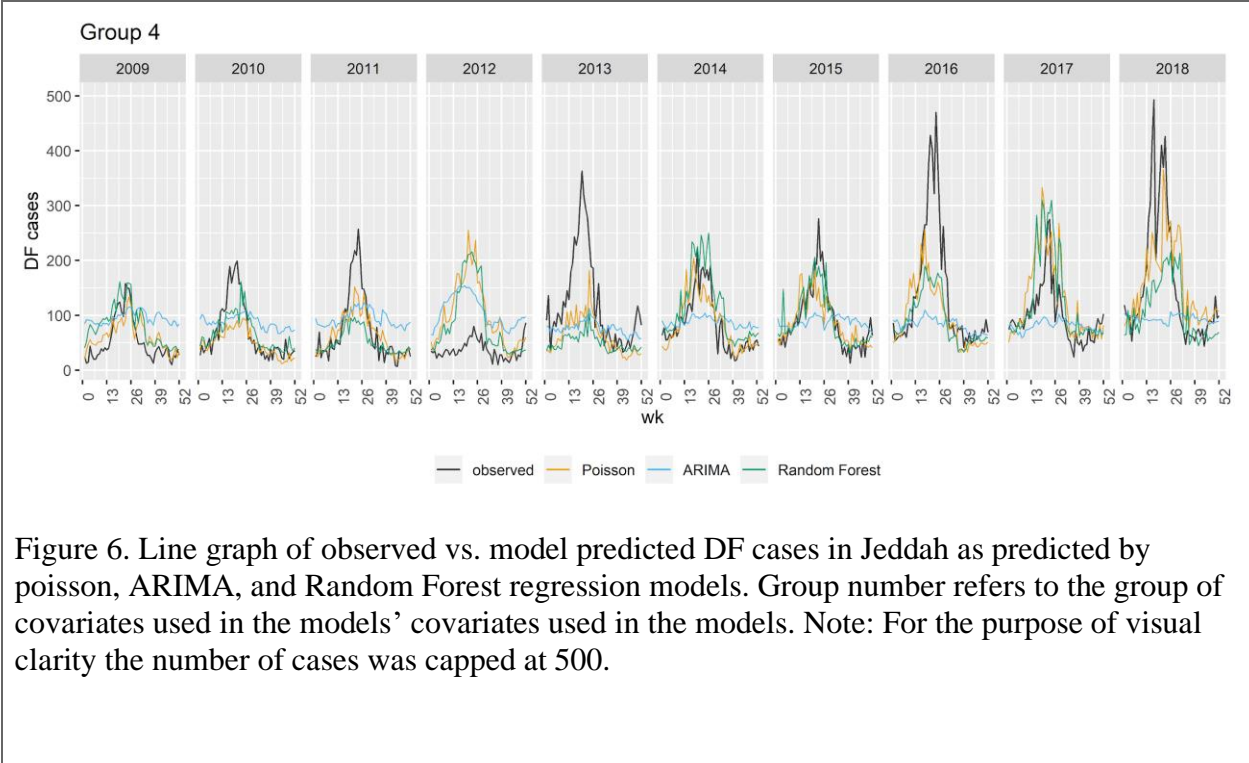 Group 4
2009 2010 2011 2012 2013 2014 2015 2016 2017 2018
500
400
300
200
100
0
DF cases
0 13 26 39 52 0 13 26 39 52 0 13 26 39 52 0 13 26 39 52 0 13 26 39 52 0 13 26 39 52 0 13 26 39 52 0 13 26 39 52 0 13 26 39 52 0 13 26 39 52
wk
observed Poisson ARIMA Random Forest
Figure 6. Line graph of observed vs. model predicted DF cases in Jeddah as predicted by
poisson, ARIMA, and Random Forest regression models. Group number refers to the group of
covariates used in the models’ covariates used in the models. Note: For the purpose of visual
clarity the number of cases was capped at 500.